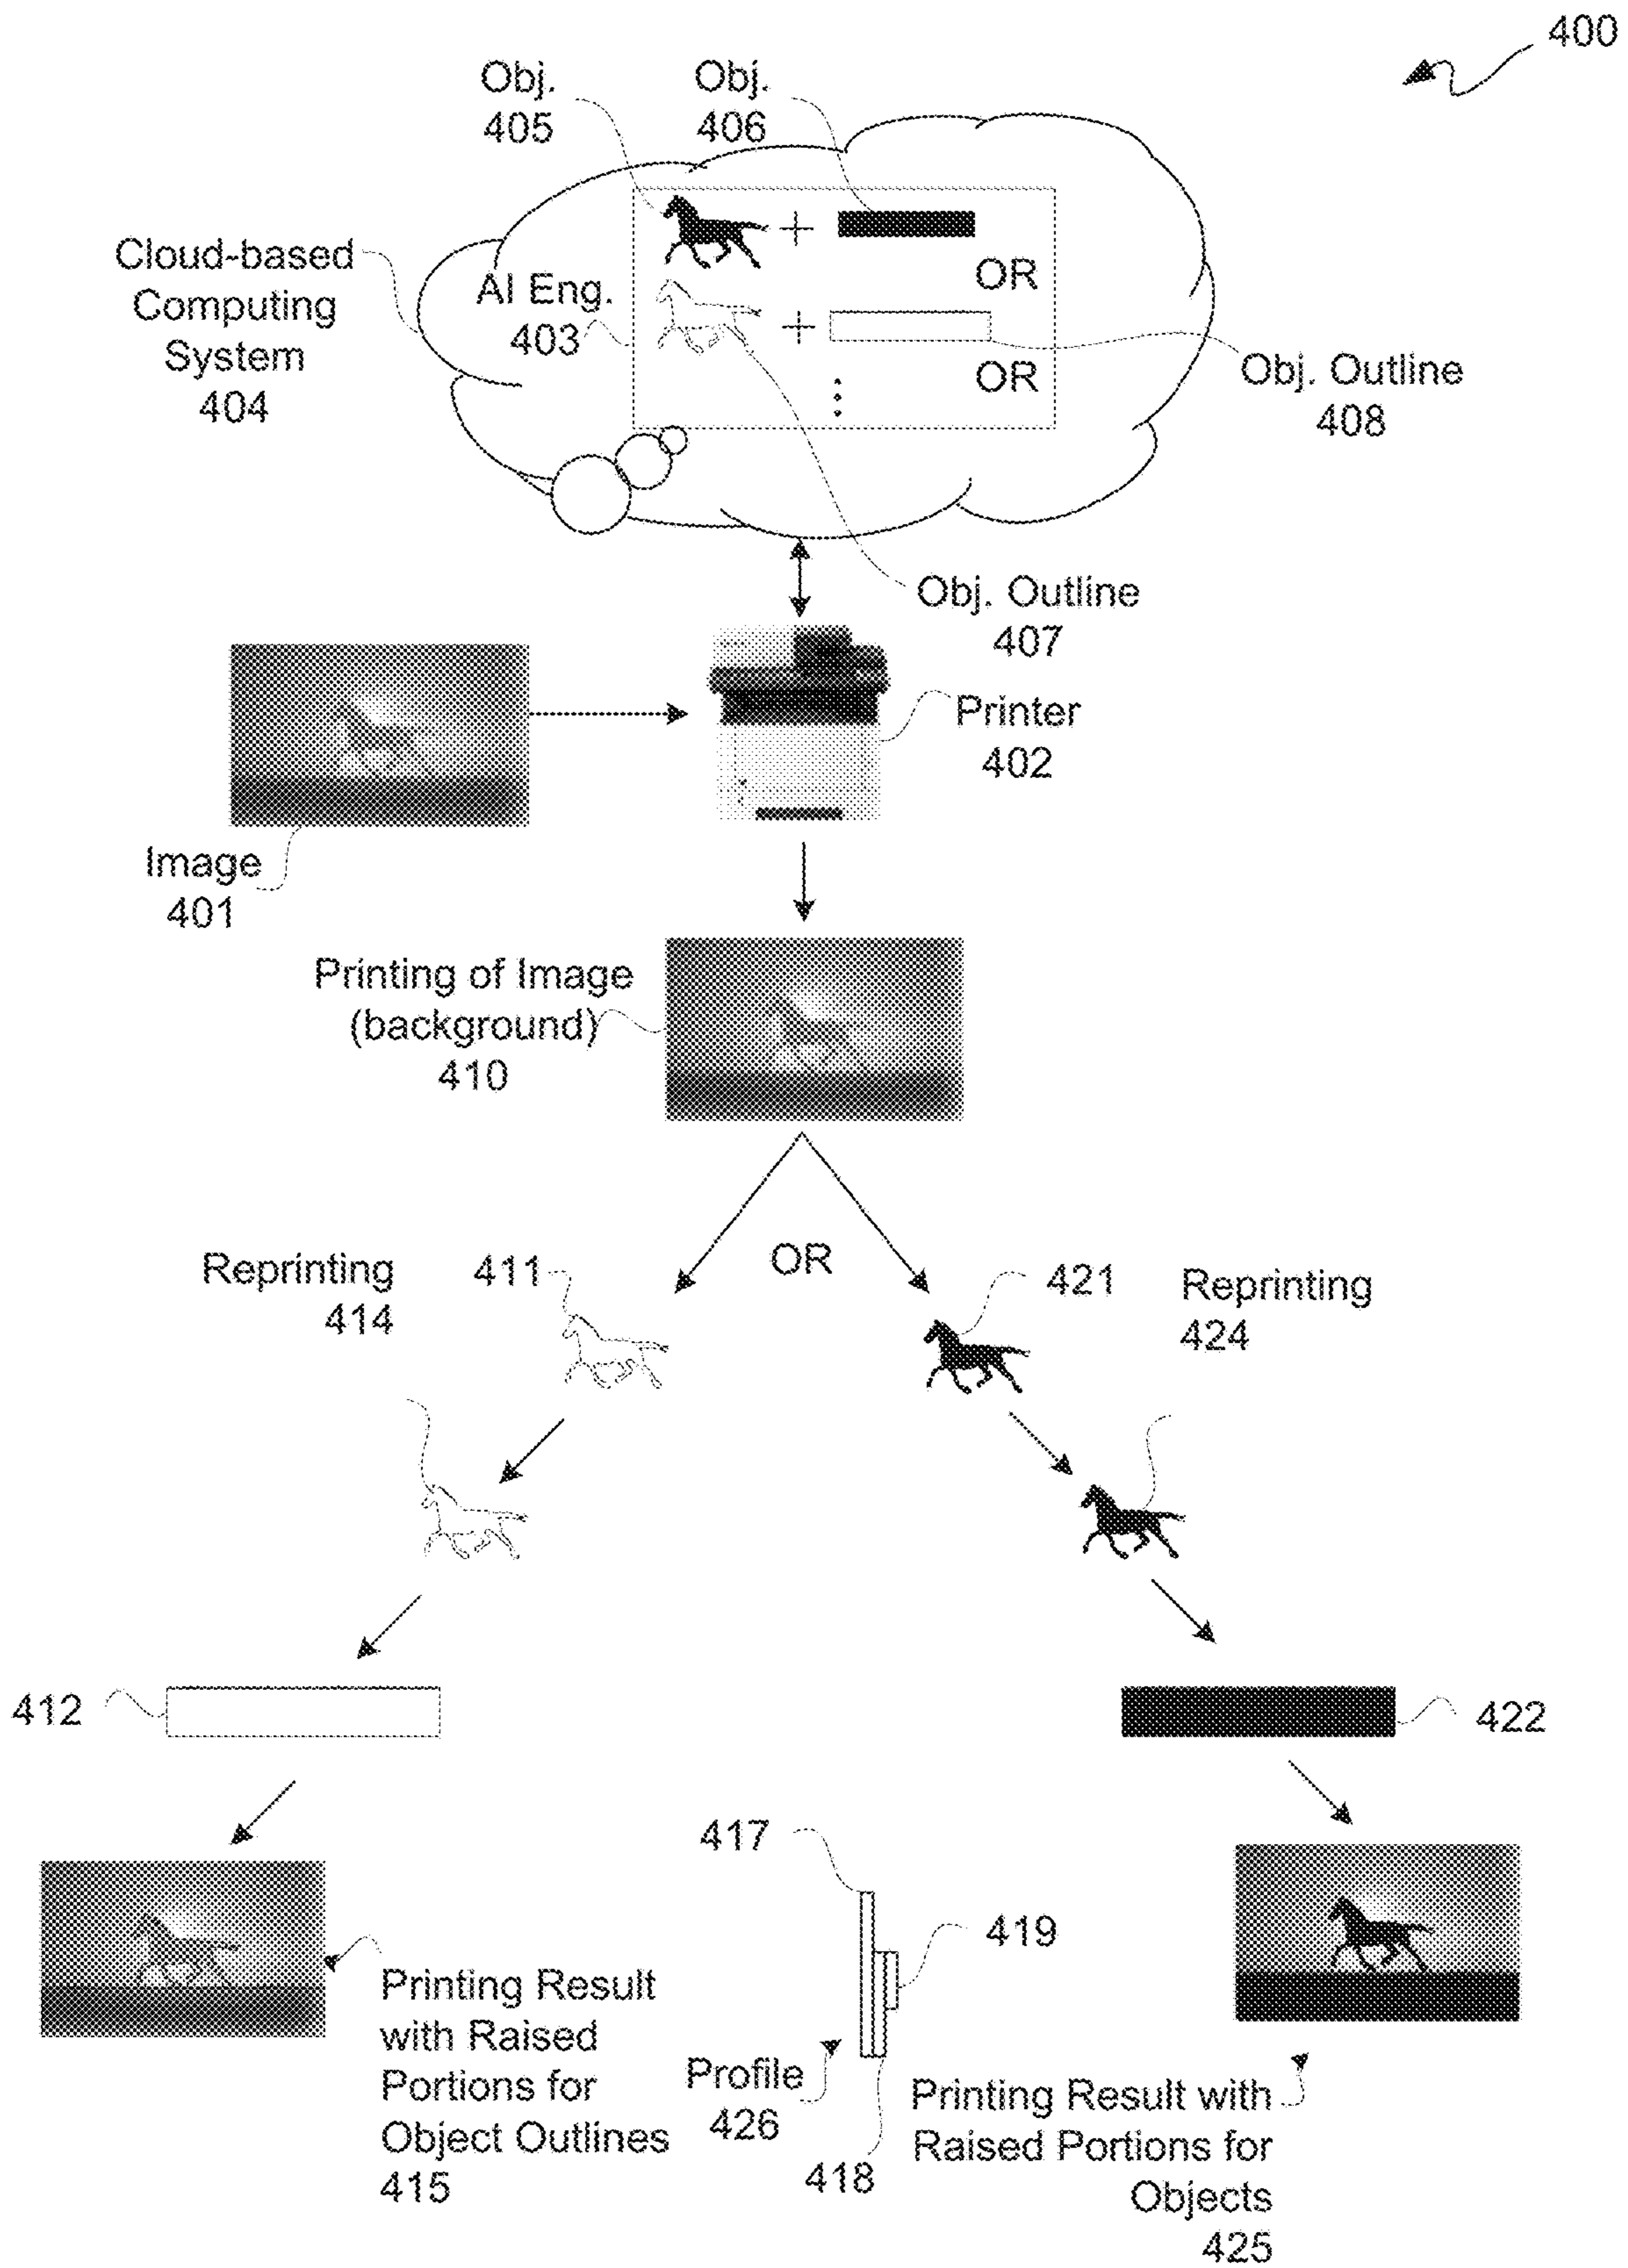 400
Obj.
405
Obj.
406
Cloud-based
Computing
System
404
AI Eng.
403
+
OR
+
OR
Obj. Outline
408
Obj. Outline
407
Printer
402
Image
401
Printing of Image
(background)
410
OR
Reprinting
414
411
421
Reprinting
424
412
422
417
419
Printing Result
with Raised
Portions for
Object Outlines
415
Profile
426
418
Printing Result with
Raised Portions for
Objects
425